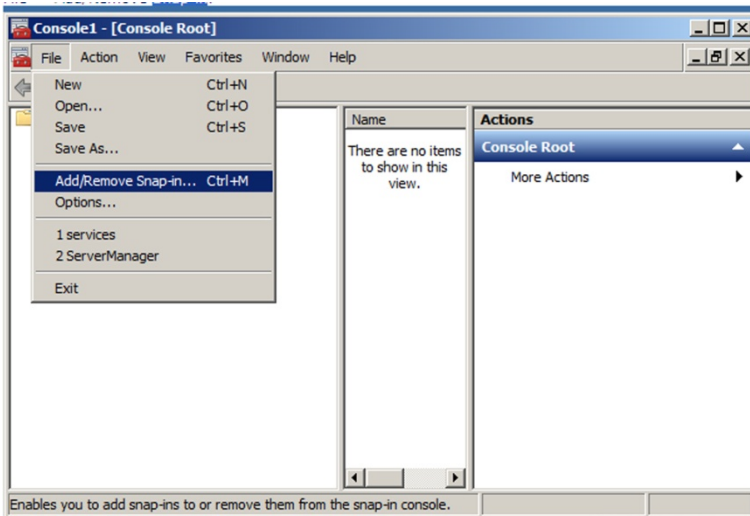 Console1 - [Console Root]
File Action View Favorites Window Help
New Ctrl+N
Open... Ctrl+O
Save Ctrl+S
Save As...
Add/Remove Snap-in... Ctrl+M
Options...
1 services
2 ServerManager
Exit
Name
There are no items
to show in this
view.
Actions
Console Root
More Actions
Enables you to add snap-ins to or remove them from the snap-in console.